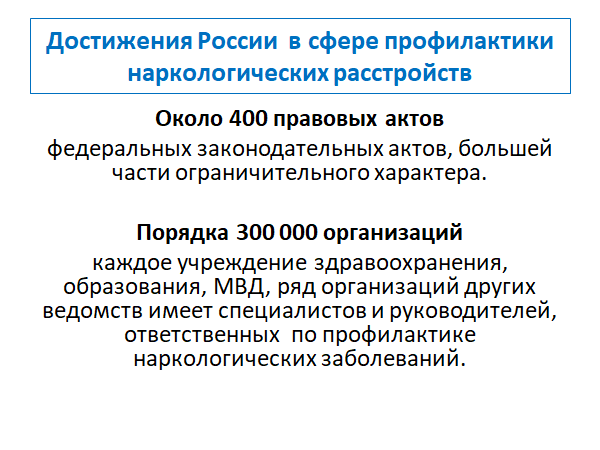 Достижения России в сфере профилактики
наркологических расстройств
Около 400 правовых актов
федеральных законодательных актов, большей
части ограничительного характера.
Порядка 300 000 организаций
каждое учреждение здравоохранения,
образования, МВД, ряд организаций других
ведомств имеет специалистов и руководителей,
ответственных по профилактике
наркологических заболеваний.